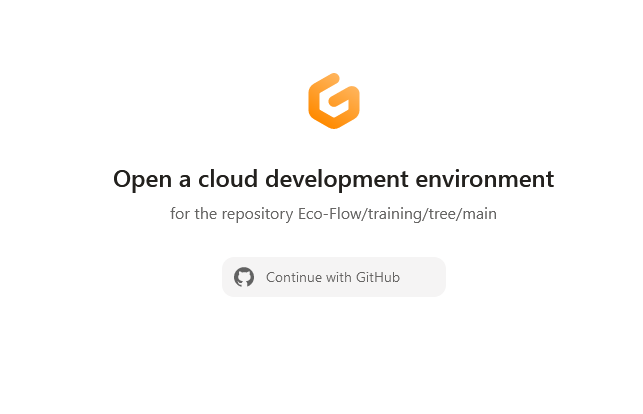 Open a cloud development environment
for the repository Eco-Flow/training/tree/main
Continue with GitHub